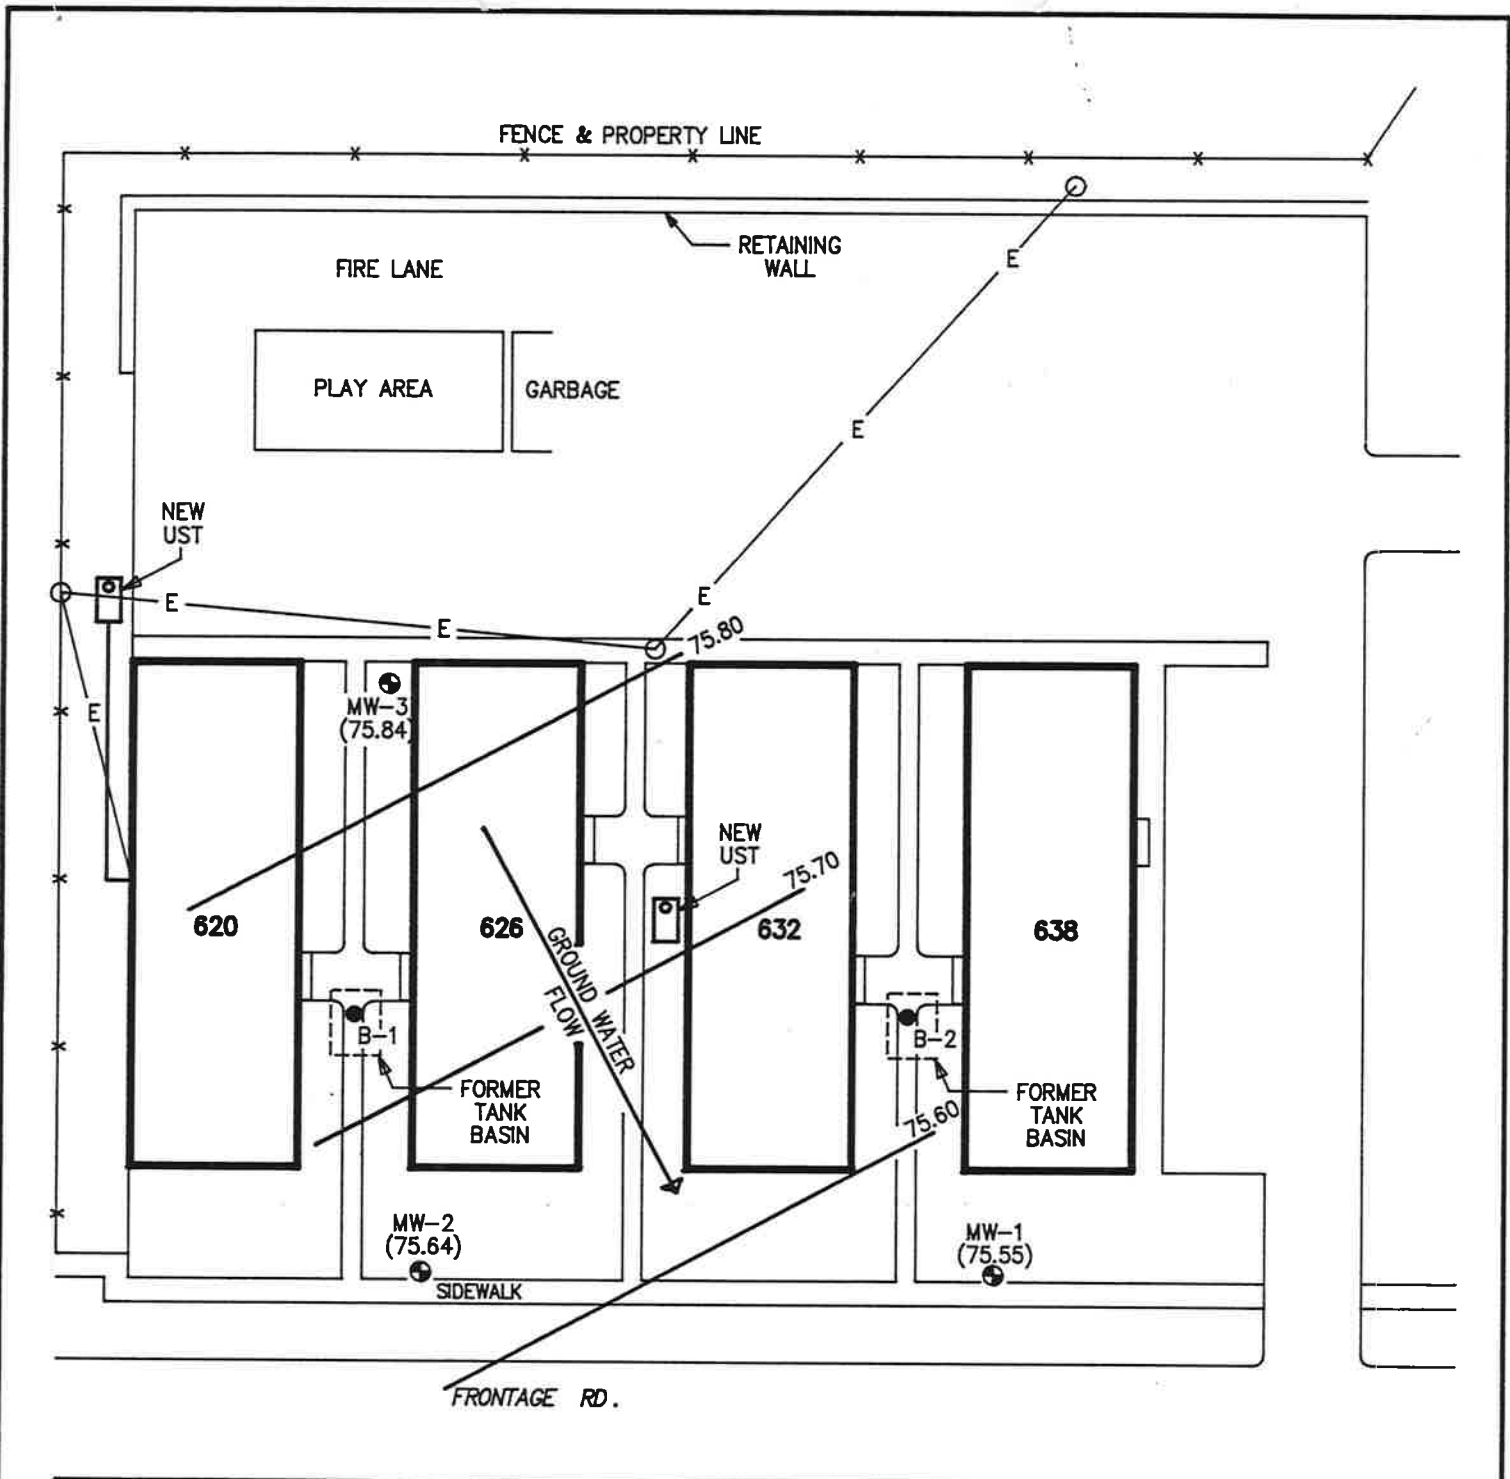 FENCE & PROPERTY LINE
RETAINING
WALL
FIRE LANE
E
PLAY AREA
GARBAGE
E
NEW
UST
E
E
E
75.80
MW-3
(75.84)
E
NEW
UST
75.70
620
626
632
638
GROUND WATER
FLOW
B-1
B-2
FORMER
TANK
BASIN
FORMER
TANK
BASIN
75.60
MW-2
(75.64)
MW-1
(75.55)
SIDEWALK
FRONTAGE RD.